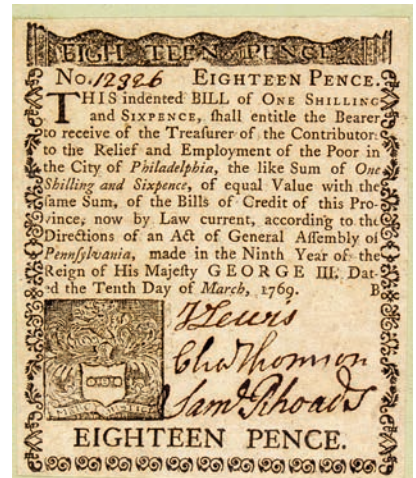 EIGHTEEN PENCE.
No. 12326 EIGHTEEN PENCE.
THIS indented BILL of ONE SHILLING
and SIXPENCE, ſhall entitle the Bearer
to receive of the Treaſurer of the Contributors
to the Relief and Employment of the Poor in
the City of Philadelphia, the like Sum of One
Shilling and Sixpence, of equal Value with the
ſame Sum, of the Bills of Credit of this Pro-
vince; now by Law current, according to the
Directions of an Act of General Aſſembly of
Pennſylvania, made in the Ninth Year of the
Reign of His Majeſty GEORGE III. Dat-
ed the Tenth Day of March, 1769. B
J Lewis
Cha Thomson
Sam.l Rhoads
EIGHTEEN PENCE.